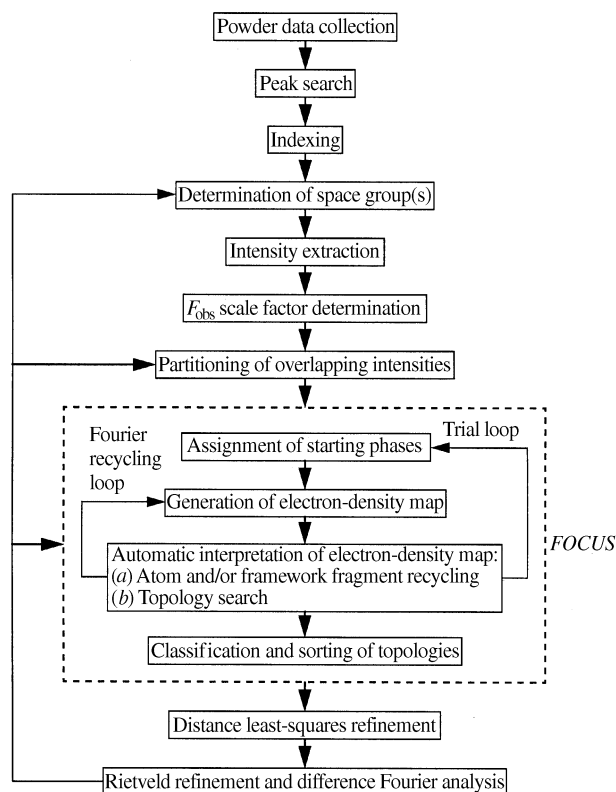 Powder data collection
Peak search
Indexing
Determination of space group(s)
Intensity extraction
Fobs scale factor determination
Partitioning of overlapping intensities
Fourier
recycling
loop
Trial loop
Assignment of starting phases
Generation of electron-density map
Automatic interpretation of electron-density map:
(a) Atom and/or framework fragment recycling
(b) Topology search
FOCUS
Classification and sorting of topologies
Distance least-squares refinement
Rietveld refinement and difference Fourier analysis